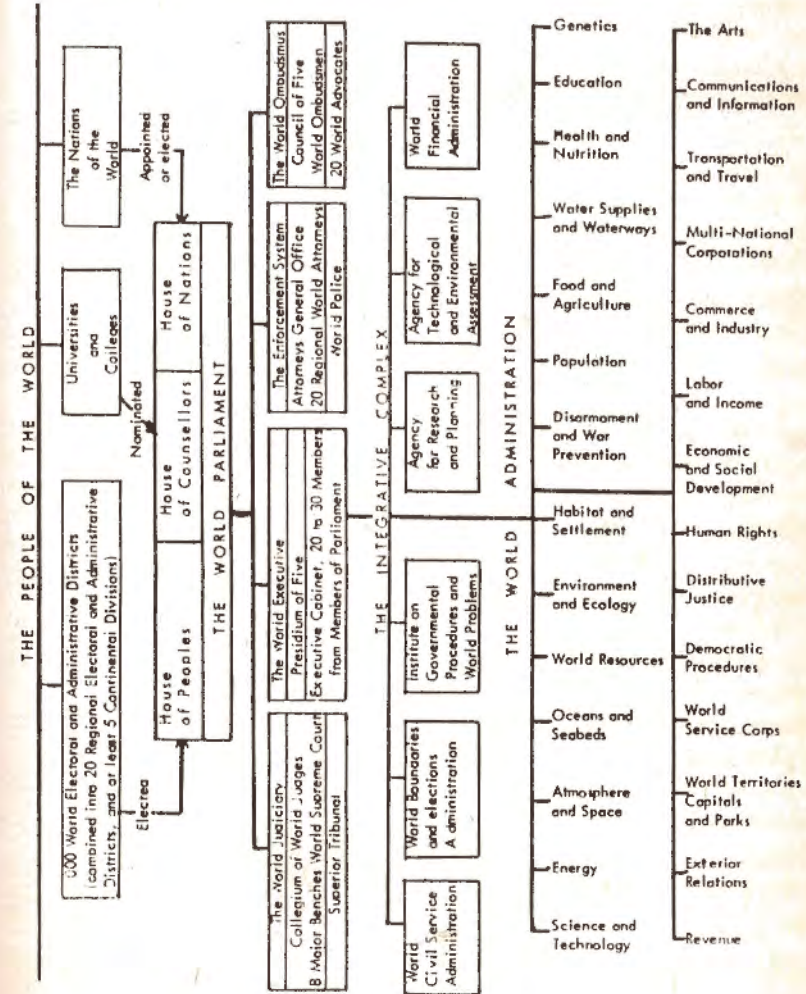 THE PEOPLE OF THE WORLD
000 World Electoral and Administrative Districts
(combined into 20 Regional Electoral and Administrative
Districts, and at least 5 Continental Divisions)
Universities
and
Colleges
The Nations
of the
World
Elected
Nominated
Appointed
or elected
House
of Peoples
House
of Counsellors
House
of Nations
THE WORLD PARLIAMENT
The World Judiciary
Collegium of World Judges
8 Major Benches World Supreme Court
Superior Tribunal
The World Executive
Presidium of Five
Executive Cabinet, 20 to 30 Members
from Members of Parliament
The Enforcement System
Attorneys General Office
20 Regional World Attorneys
World Police
The World Ombudsmus
Council of Five
World Ombudsmen
20 World Advocates
THE INTEGRATIVE COMPLEX
World
Civil Service
Administration
World Boundaries
and elections
Administration
Institute on
Governmental
Procedures and
World Problems
Agency
for Research
and Planning
Agency for
Technological
and Environmental
Assessment
World
Financial
Administration
THE WORLD ADMINISTRATION
Genetics
Education
Health and
Nutrition
Water Supplies
and Waterways
Food and
Agriculture
Population
Disarmament
and War
Prevention
Habitat and
Settlement
Environment
and Ecology
World Resources
Oceans and
Seabeds
Atmosphere
and Space
Energy
Science and
Technology
The Arts
Communications
and Information
Transportation
and Travel
Multi-National
Corporations
Commerce
and Industry
Labor
and Income
Economic
and Social
Development
Human Rights
Distributive
Justice
Democratic
Procedures
World
Service Corps
World Territories
Capitals
and Parks
Exterior
Relations
Revenue